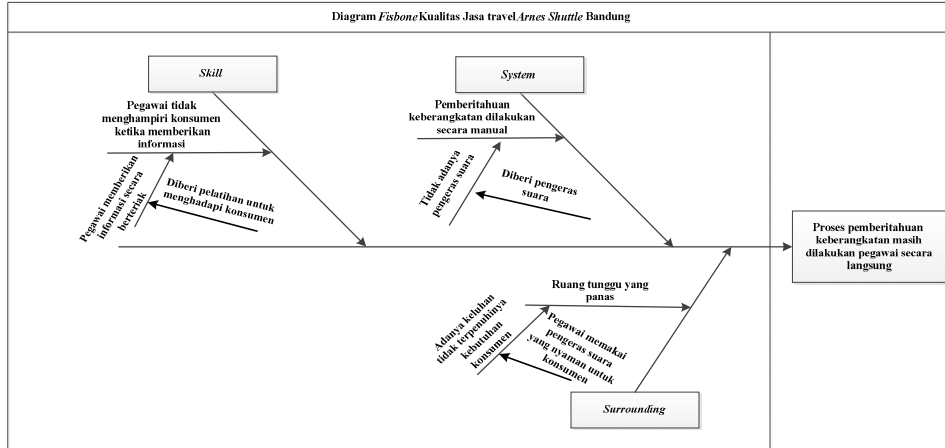 Diagram Fisbone Kualitas Jasa travel Arnes Shuttle Bandung
Skill
Pegawai tidak
menghampiri konsumen
ketika memberikan
informasi
Pegawai memberikan
informasi secara
berteriak
Diberi pelatihan untuk
menghadapi konsumen
System
Pemberitahuan
keberangkatan dilakukan
secara manual
Tidak adanya
pengeras suara
Diberi pengeras
suara
Proses pemberitahuan
keberangkatan masih
dilakukan pegawai secara
langsung
Ruang tunggu yang
panas
Adanya keluhan
tidak terpenuhinya
kebutuhan
konsumen
Pegawai memakai
pengeras suara
yang nyaman untuk
konsumen
Surrounding